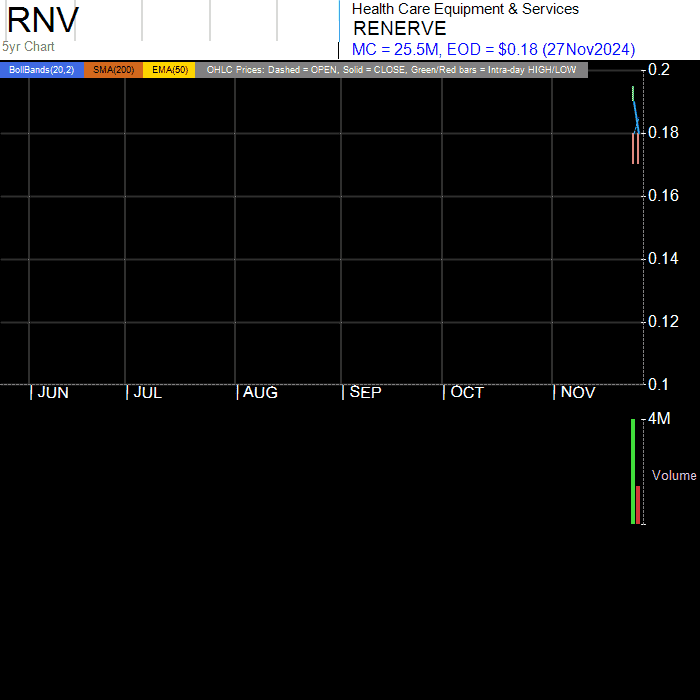 RNV
5yr Chart
Health Care Equipment & Services
RENERVE
MC = 25.5M, EOD = $0.18 (27Nov2024)
BollBands(20,2) SMA(200) EMA(50) OHLC Prices: Dashed = OPEN, Solid = CLOSE, Green/Red bars = Intra-day HIGH/LOW
0.2
0.18
0.16
0.14
0.12
0.1
JUN JUL AUG SEP OCT NOV
4M
Volume